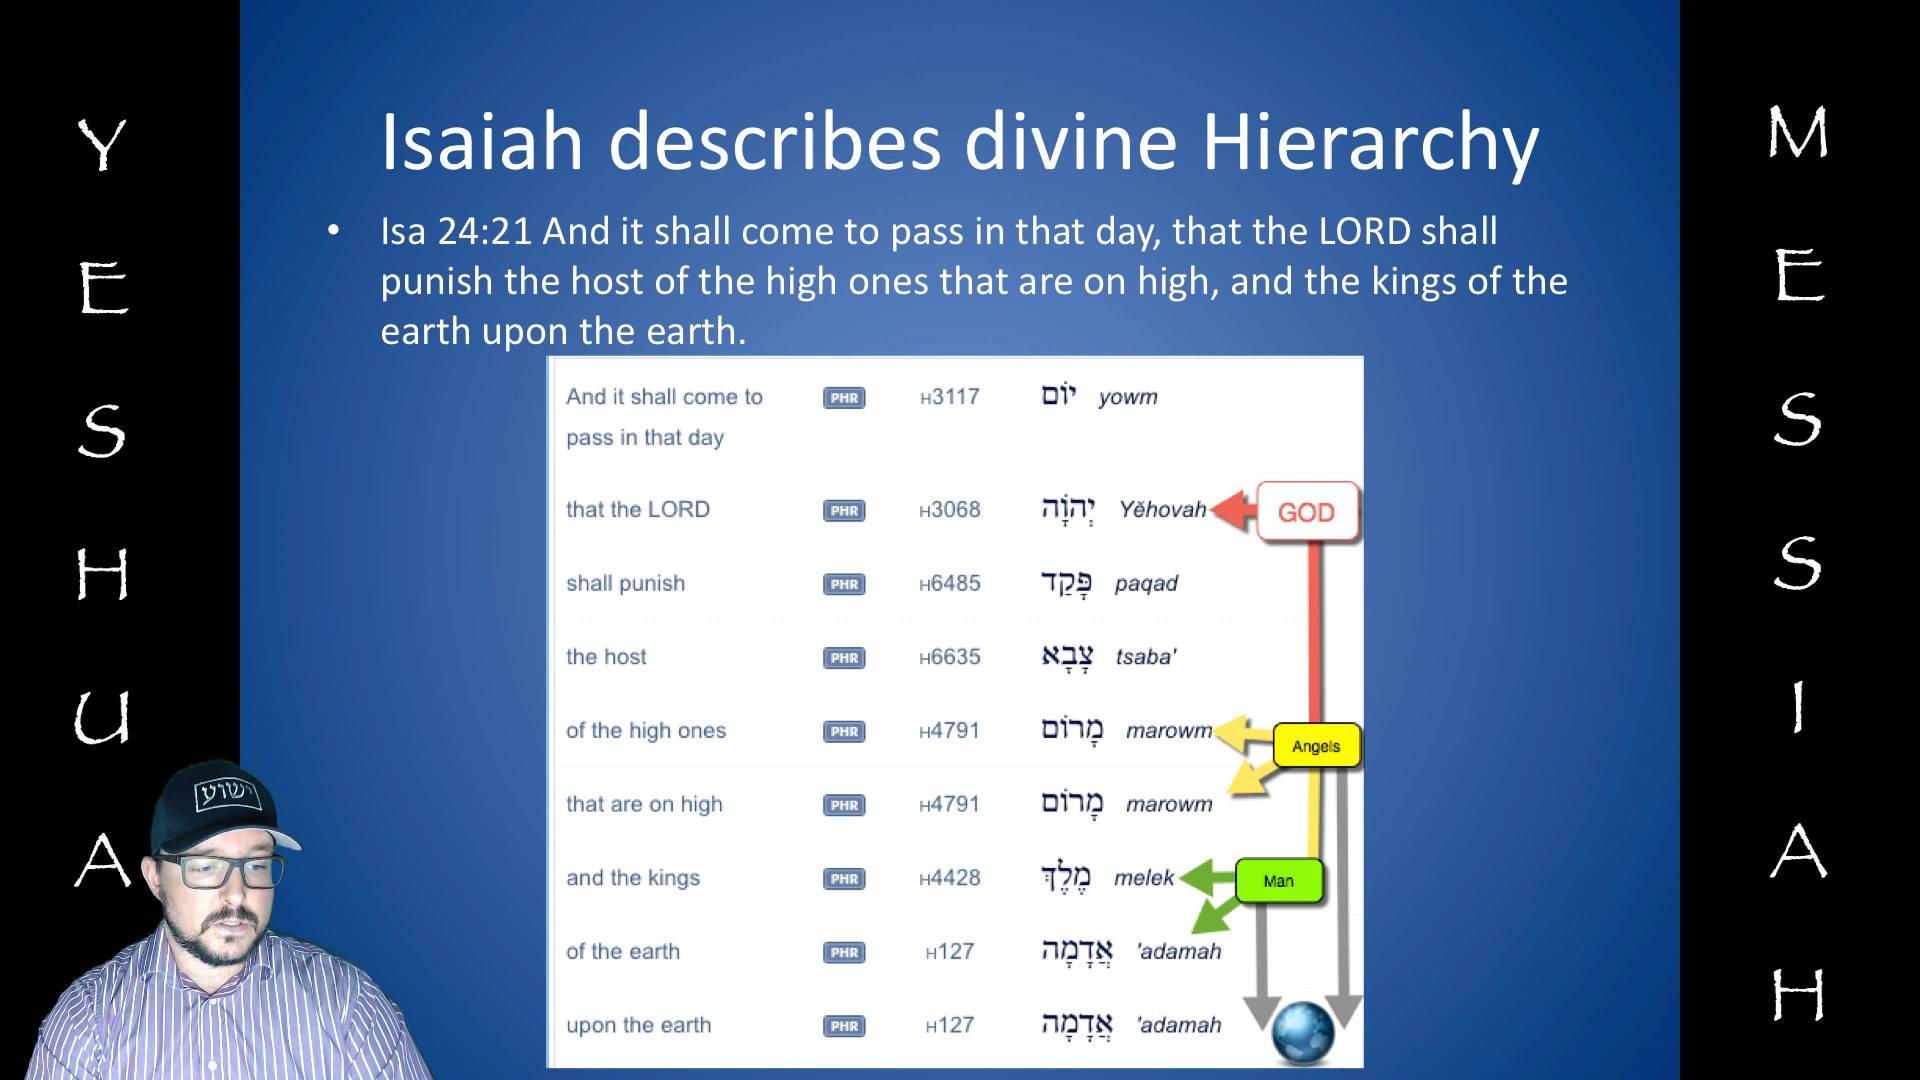 Isaiah describes divine Hierarchy
• Isa 24:21 And it shall come to pass in that day, that the LORD shall
punish the host of the high ones that are on high, and the kings of the
earth upon the earth.
And it shall come to PHR H3117 יוֹם yowm
pass in that day
that the LORD PHR H3068 יְהוָֹה Yĕhovah GOD
shall punish PHR H6485 פָּקַד paqad
the host PHR H6635 צָבָא tsaba'
of the high ones PHR H4791 מָרוֹם marowm Angels
that are on high PHR H4791 מָרוֹם marowm
and the kings PHR H4428 מֶלֶךְ melek Man
of the earth PHR H127 אֲדָמָה 'adamah
upon the earth PHR H127 אֲדָמָה 'adamah
YESHUA
MESSIAH
ישוע